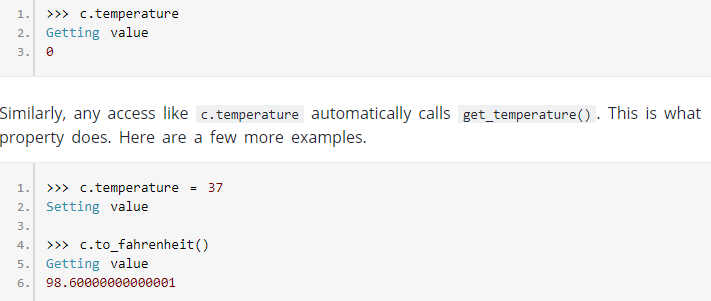 1. >>> c.temperature
2. Getting value
3. 0
Similarly, any access like c.temperature automatically calls get_temperature(). This is what
property does. Here are a few more examples.
1. >>> c.temperature = 37
2. Setting value
3.
4. >>> c.to_fahrenheit()
5. Getting value
6. 98.60000000000001